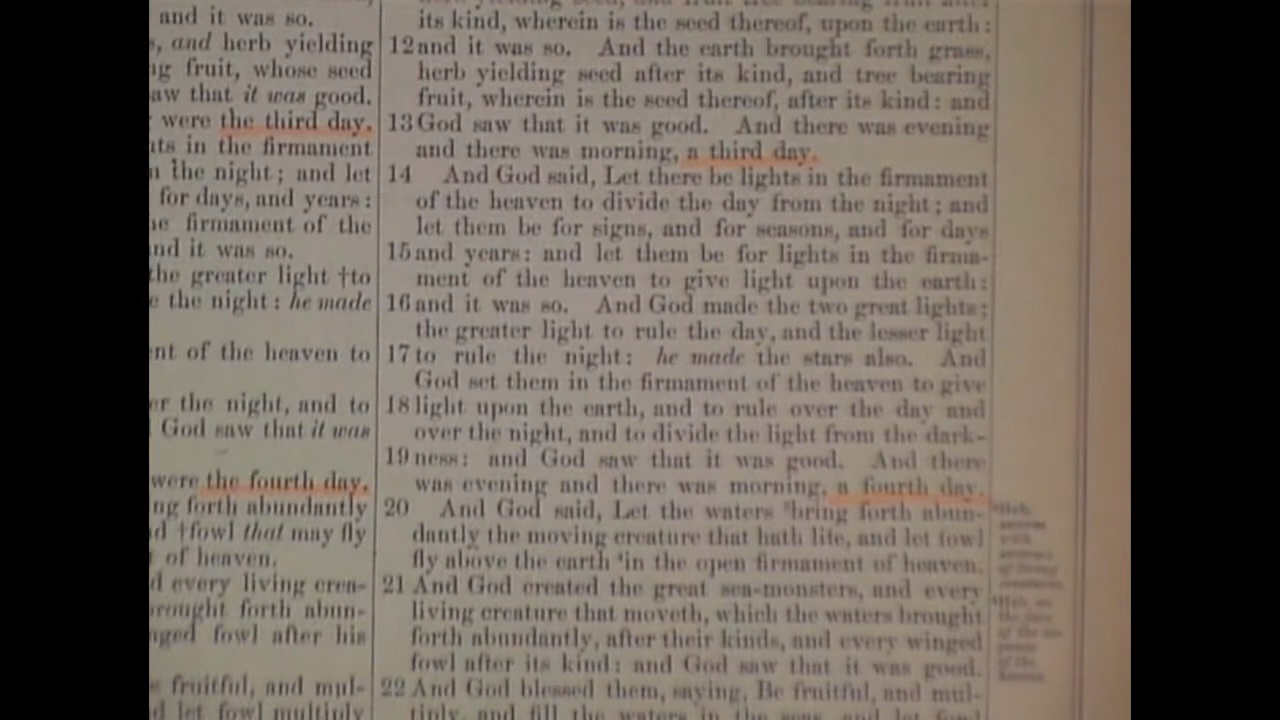 and it was so.
and herb yielding
fruit, whose seed
that it was good.
were the third day.
in the firmament
the night; and let
for days, and years:
firmament of the
it was so.
the greater light †to
the night: he made
of the heaven to
the night, and to
God saw that it was
were the fourth day.
forth abundantly
†fowl that may fly
of heaven.
every living crea-
forth abun-
fowl after his
fruitful, and mul-
let fowl multiply
its kind, wherein is the seed thereof, upon the earth:
12 and it was so. And the earth brought forth grass,
herb yielding seed after its kind, and tree bearing
fruit, wherein is the seed thereof, after its kind: and
13 God saw that it was good. And there was evening
and there was morning, a third day.
14 And God said, Let there be lights in the firmament
of the heaven to divide the day from the night; and
let them be for signs, and for seasons, and for days
15 and years: and let them be for lights in the firma-
ment of the heaven to give light upon the earth:
16 and it was so. And God made the two great lights;
the greater light to rule the day, and the lesser light
17 to rule the night: he made the stars also. And
God set them in the firmament of the heaven to give
18 light upon the earth, and to rule over the day and
over the night, and to divide the light from the dark-
19 ness: and God saw that it was good. And there
was evening and there was morning, a fourth day.
20 And God said, Let the waters bring forth abun-
dantly the moving creature that hath life, and let fowl
fly above the earth in the open firmament of heaven.
21 And God created the great sea-monsters, and every
living creature that moveth, which the waters brought
forth abundantly, after their kinds, and every winged
fowl after its kind: and God saw that it was good.
22 And God blessed them, saying, Be fruitful, and mul-
tiply, and fill the waters in the seas, and let fowl